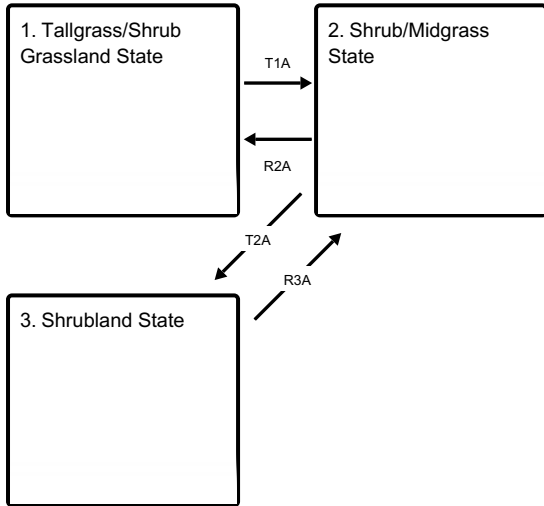 1. Tallgrass/Shrub
Grassland State
2. Shrub/Midgrass
State
T1A
R2A
T2A
R3A
3. Shrubland State